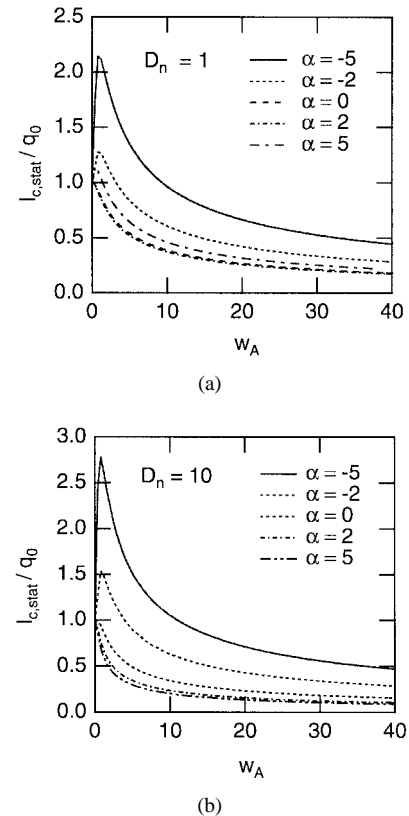 2.5
2.0
1.5
1.0
0.5
0.0
I_c,stat / q_0
D_n = 1
α = -5
α = -2
α = 0
α = 2
α = 5
0
10
20
30
40
w_A
(a)
3.0
2.5
2.0
1.5
1.0
0.5
0.0
I_c,stat / q_0
D_n = 10
α = -5
α = -2
α = 0
α = 2
α = 5
0
10
20
30
40
w_A
(b)